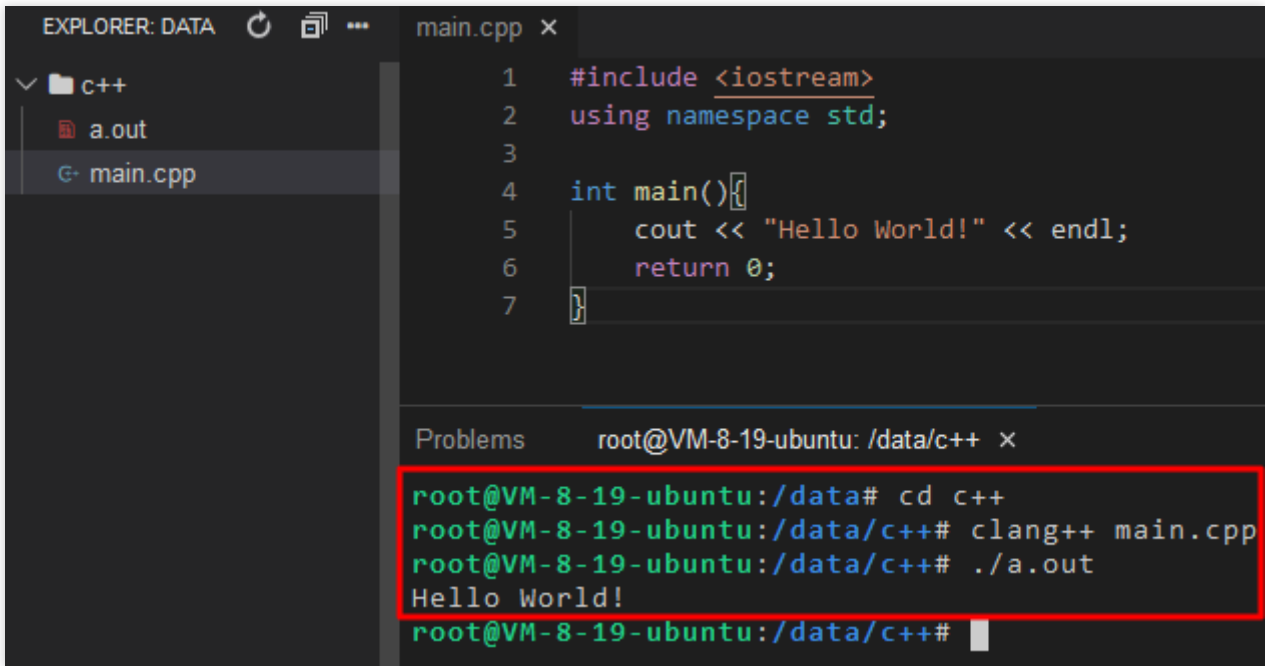 EXPLORER: DATA
c++
a.out
main.cpp
main.cpp ×
1 #include <iostream>
2 using namespace std;
3
4 int main(){
5     cout << "Hello World!" << endl;
6     return 0;
7 }
Problems root@VM-8-19-ubuntu: /data/c++ ×
root@VM-8-19-ubuntu:/data# cd c++
root@VM-8-19-ubuntu:/data/c++# clang++ main.cpp
root@VM-8-19-ubuntu:/data/c++# ./a.out
Hello World!
root@VM-8-19-ubuntu:/data/c++#